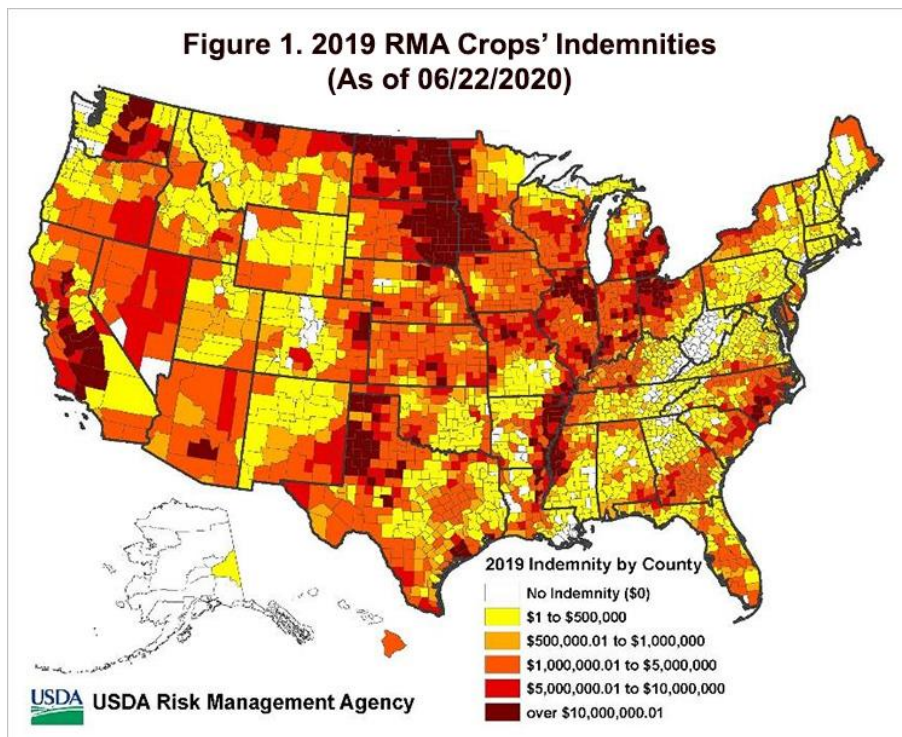 Figure 1. 2019 RMA Crops' Indemnities
(As of 06/22/2020)
2019 Indemnity by County
No Indemnity ($0)
$1 to $500,000
$500,000.01 to $1,000,000
$1,000,000.01 to $5,000,000
$5,000,000.01 to $10,000,000
over $10,000,000.01
USDA USDA Risk Management Agency